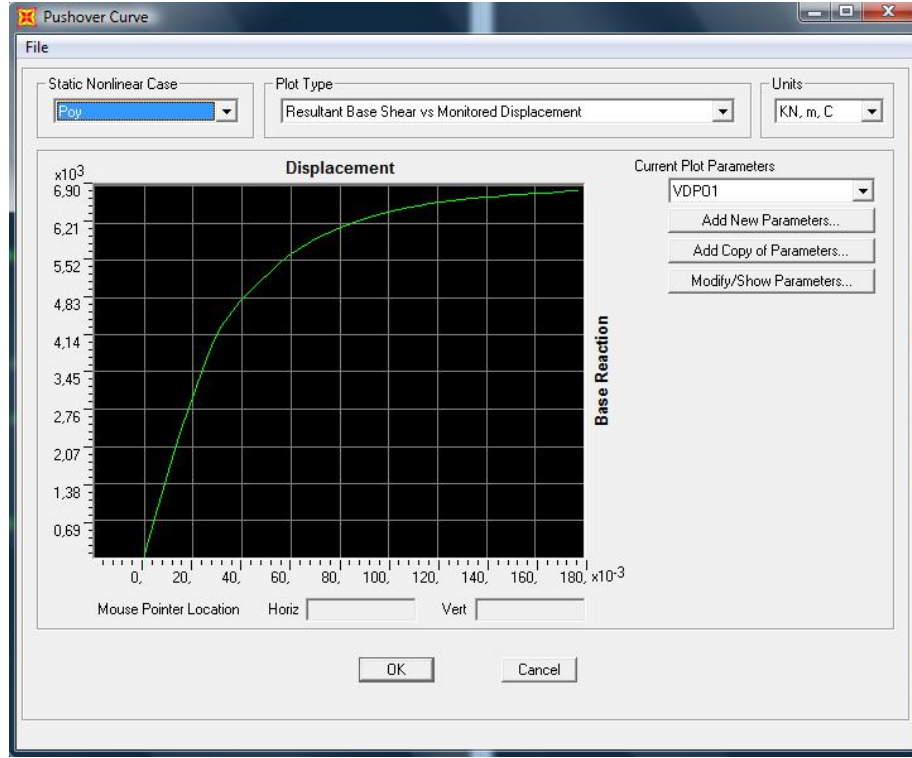 Pushover Curve
File
Static Nonlinear Case
Poy
Plot Type
Resultant Base Shear vs Monitored Displacement
Units
KN, m, C
Displacement
x10³
6,90
6,21
5,52
4,83
4,14
3,45
2,76
2,07
1,38
0,69
0, 20, 40, 60, 80, 100, 120, 140, 160, 180, x10⁻³
Base Reaction
Current Plot Parameters
VDPO1
Add New Parameters...
Add Copy of Parameters...
Modify/Show Parameters...
Mouse Pointer Location Horiz Vert
OK Cancel